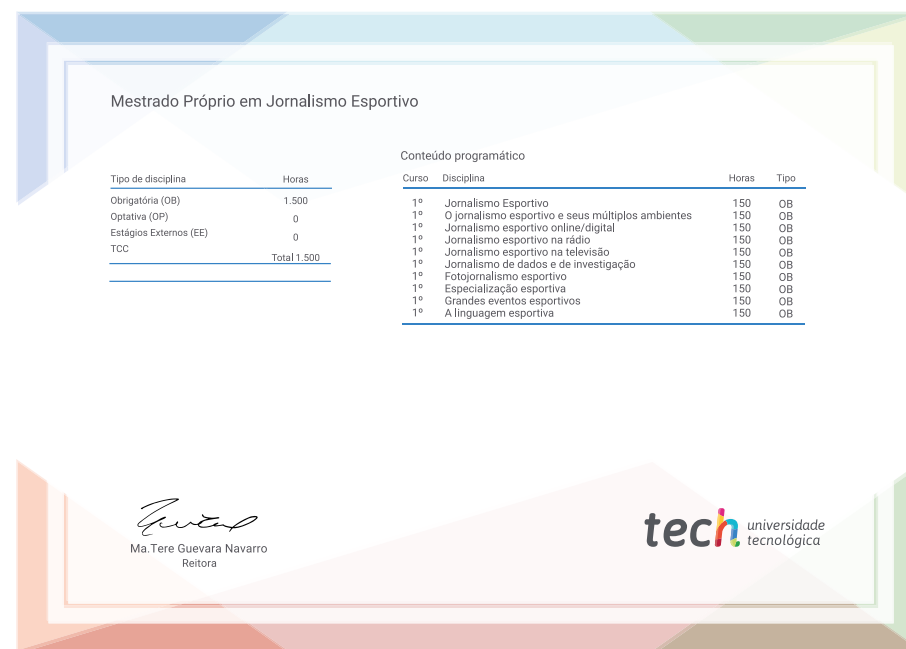 Mestrado Próprio em Jornalismo Esportivo
Tipo de disciplina Horas
Obrigatória (OB) 1.500
Optativa (OP) 0
Estágios Externos (EE) 0
TCC
Total 1.500
Conteúdo programático
Curso Disciplina Horas Tipo
1º Jornalismo Esportivo 150 OB
1º O jornalismo esportivo e seus múltiplos ambientes 150 OB
1º Jornalismo esportivo online/digital 150 OB
1º Jornalismo esportivo na rádio 150 OB
1º Jornalismo esportivo na televisão 150 OB
1º Jornalismo de dados e de investigação 150 OB
1º Fotojornalismo esportivo 150 OB
1º Especialização esportiva 150 OB
1º Grandes eventos esportivos 150 OB
1º A linguagem esportiva 150 OB
Ma.Tere Guevara Navarro
Reitora
tech universidade
tecnológica